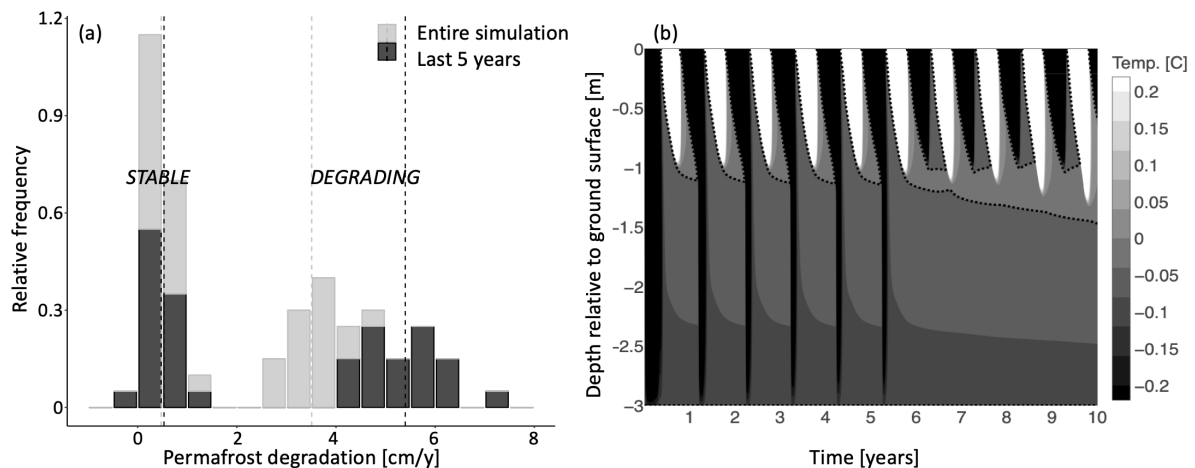 (a)
Entire simulation
Last 5 years
1.2
0.9
0.6
0.3
0
STABLE
DEGRADING
Relative frequency
0 2 4 6 8
Permafrost degradation [cm/y]
(b)
Temp. [C]
0.2
0.15
0.1
0.05
0
−0.05
−0.1
−0.15
−0.2
0
−0.5
−1
−1.5
−2
−2.5
−3
Depth relative to ground surface [m]
1 2 3 4 5 6 7 8 9 10
Time [years]